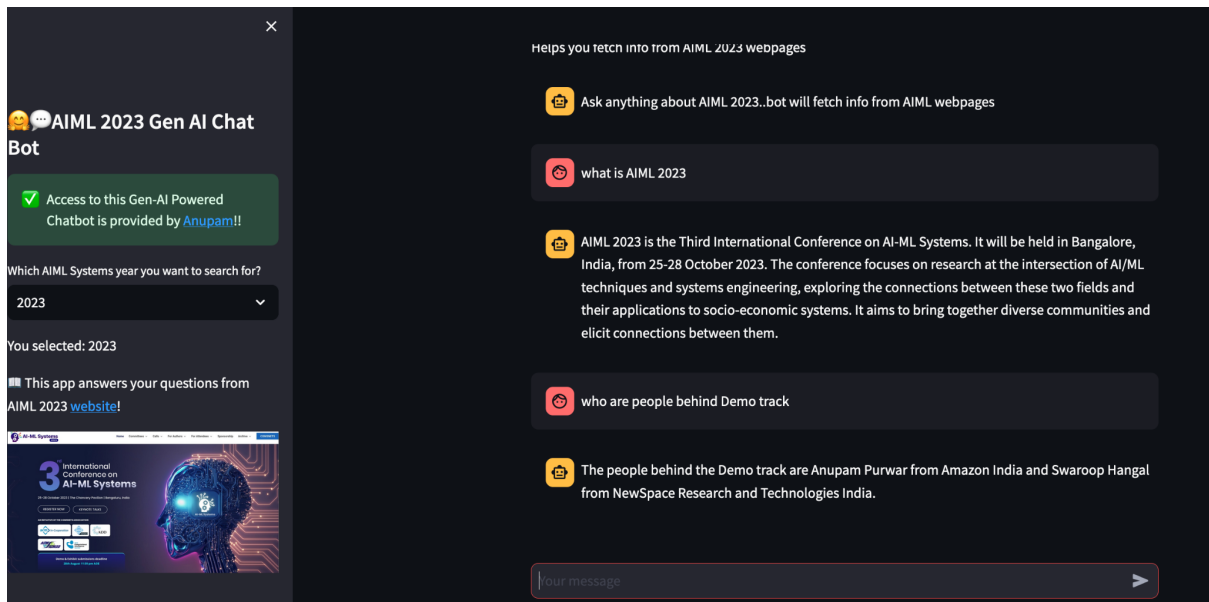 AIML 2023 Gen AI Chat
Bot
Access to this Gen-AI Powered
Chatbot is provided by Anupam!!
Which AIML Systems year you want to search for?
2023
You selected: 2023
This app answers your questions from
AIML 2023 website!
AI-ML Systems
Home
3rd
International
Conference on
AI-ML Systems
REGISTER NOW
KEYNOTE TALKS
Helps you fetch info from AIML 2023 webpages
Ask anything about AIML 2023..bot will fetch info from AIML webpages
what is AIML 2023
AIML 2023 is the Third International Conference on AI-ML Systems. It will be held in Bangalore,
India, from 25-28 October 2023. The conference focuses on research at the intersection of AI/ML
techniques and systems engineering, exploring the connections between these two fields and
their applications to socio-economic systems. It aims to bring together diverse communities and
elicit connections between them.
who are people behind Demo track
The people behind the Demo track are Anupam Purwar from Amazon India and Swaroop Hangal
from NewSpace Research and Technologies India.
Your message